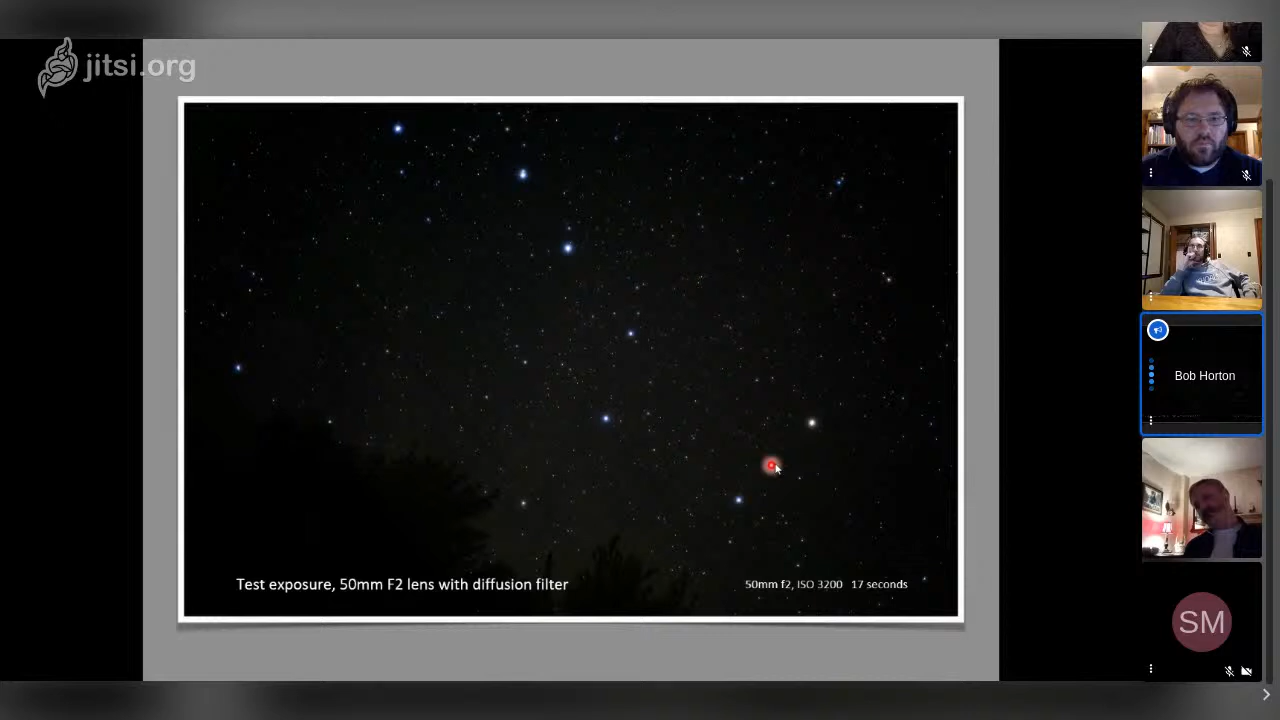 jitsi.org
Test exposure, 50mm F2 lens with diffusion filter
50mm f2, ISO 3200 17 seconds
Bob Horton
SM